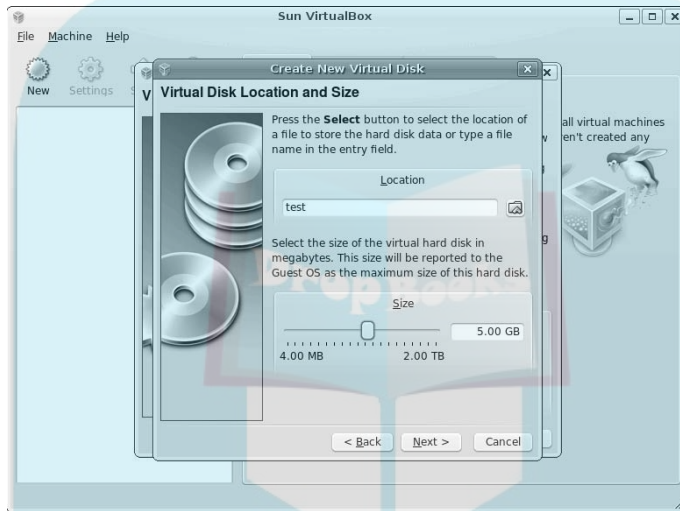 Sun VirtualBox
File Machine Help
New Settings
Create New Virtual Disk
Virtual Disk Location and Size
Press the Select button to select the location of
a file to store the hard disk data or type a file
name in the entry field.
Location
test
Select the size of the virtual hard disk in
megabytes. This size will be reported to the
Guest OS as the maximum size of this hard disk.
Size
5.00 GB
4.00 MB 2.00 TB
< Back Next > Cancel
all virtual machines
created any
Drop Books